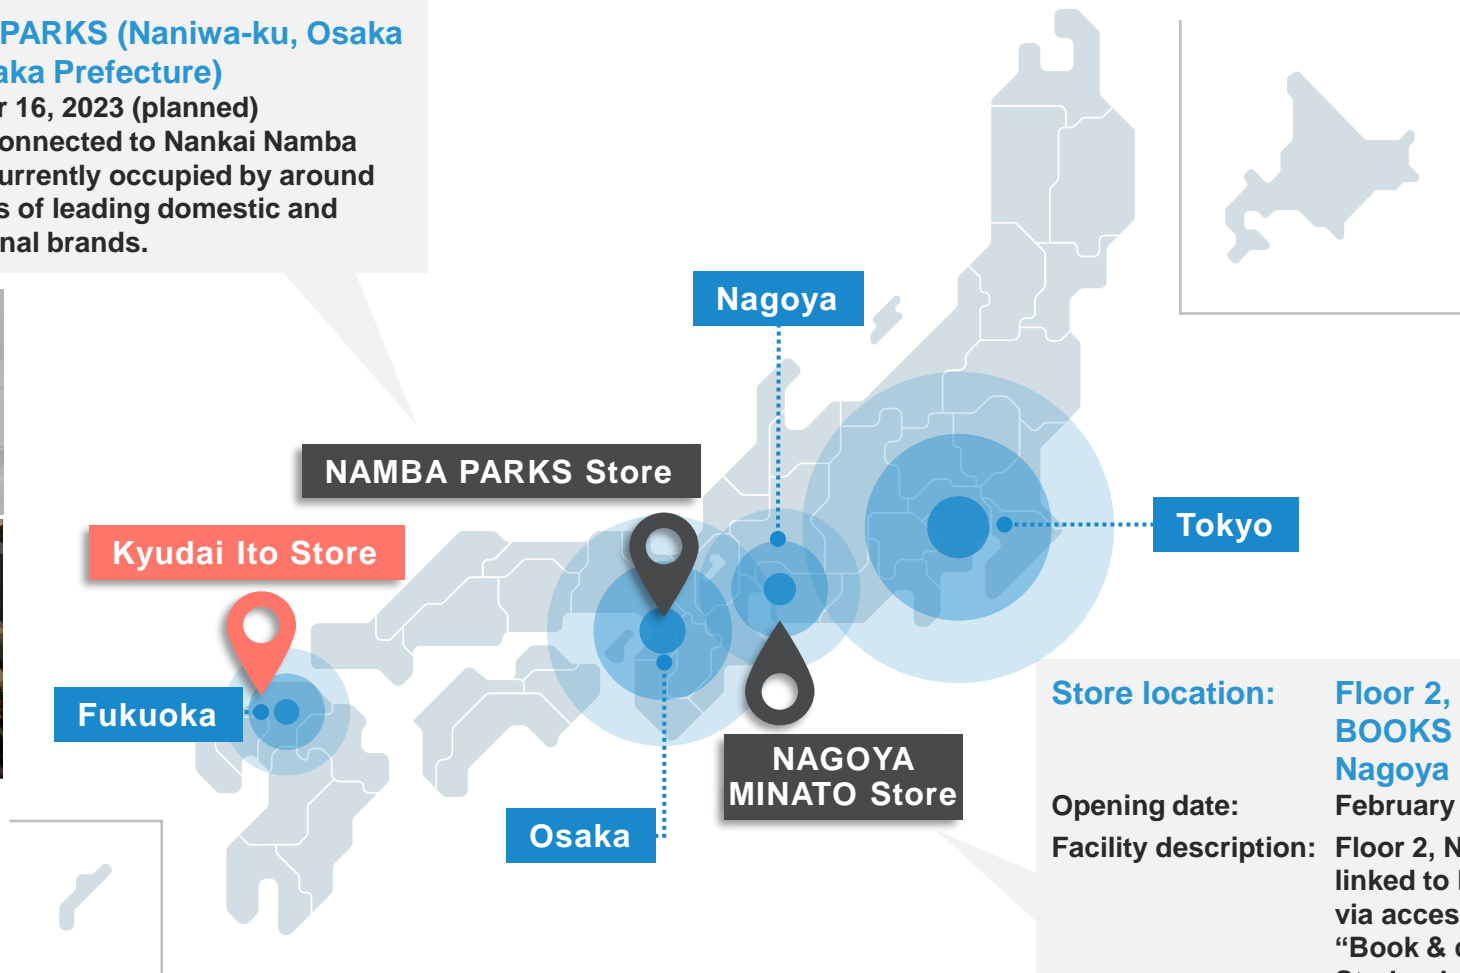 PARKS (Naniwa-ku, Osaka
aka Prefecture)
r 16, 2023 (planned)
onnected to Nankai Namba
urrently occupied by around
s of leading domestic and
nal brands.
Nagoya
NAMBA PARKS Store
Tokyo
Kyudai Ito Store
Fukuoka
Osaka
NAGOYA
MINATO Store
Store location: Floor 2,
BOOKS
Nagoya
Opening date: February
Facility description: Floor 2, N
linked to
via acces
“Book & c